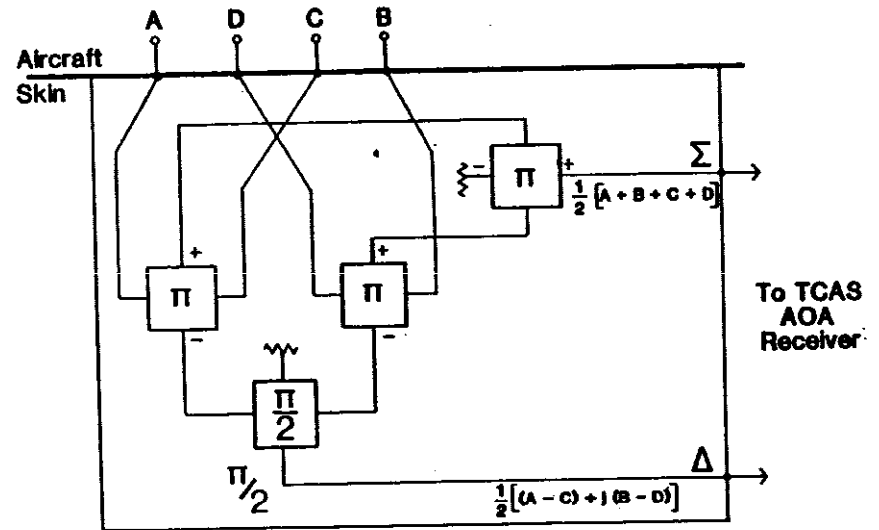 A D C B
Aircraft
Skin
Π
-
+
Σ
1/2 [A + B + C + D]
+
+
Π
Π
-
-
To TCAS
AOA
Receiver
Π/2
Π/2
Δ
1/2 [(A - C) + j (B - D)]